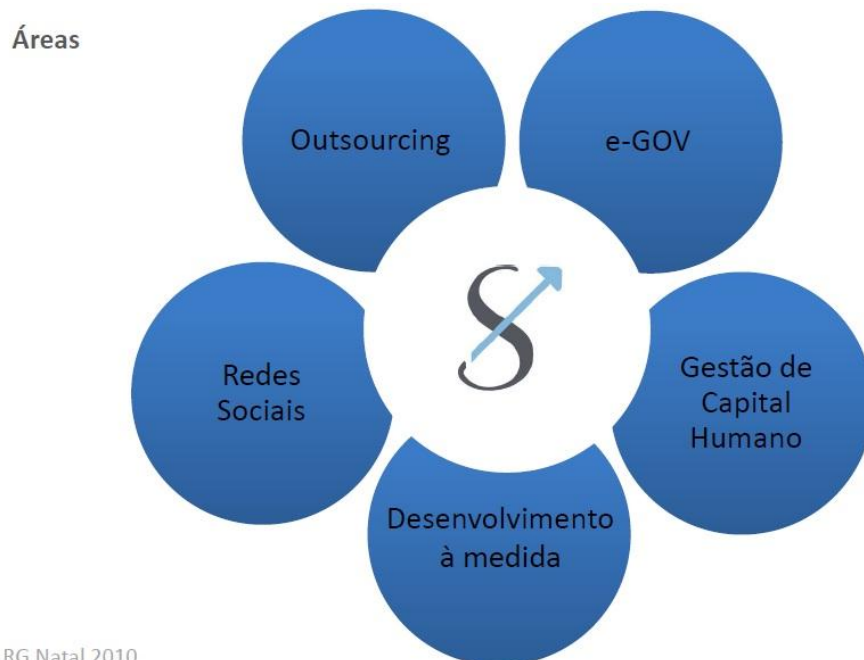 Áreas
Outsourcing
e-GOV
Redes
Sociais
Gestão de
Capital
Humano
Desenvolvimento
à medida
RG Natal 2010